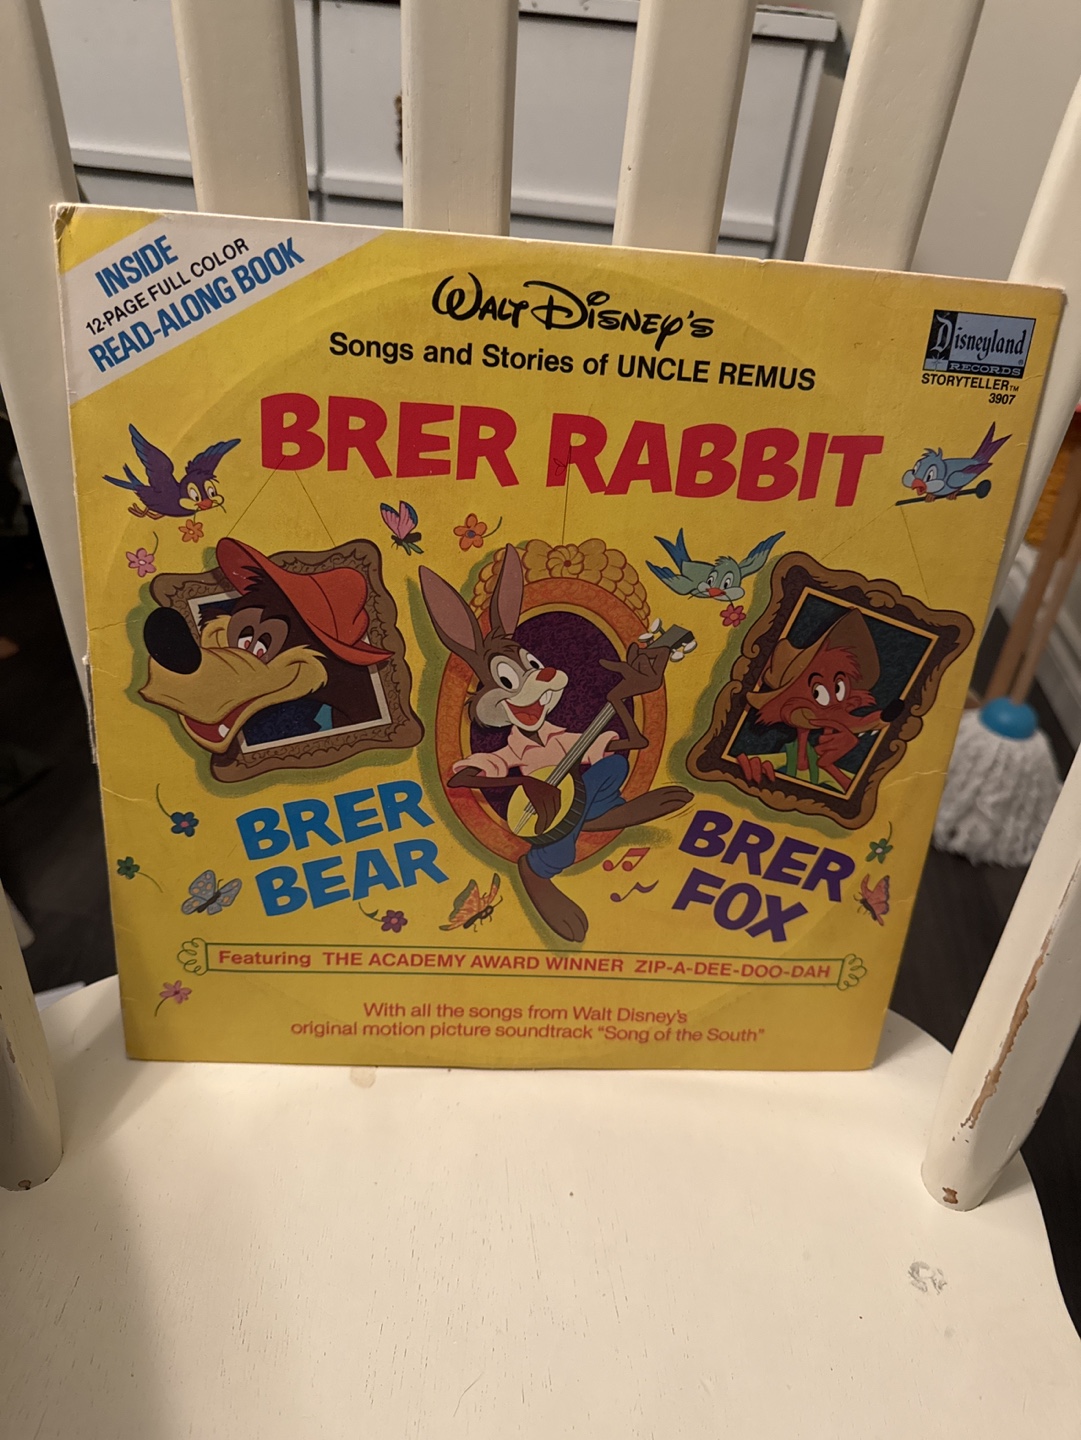 INSIDE
12-PAGE FULL COLOR
READ-ALONG BOOK
WALT DISNEY'S
Songs and Stories of UNCLE REMUS
Disneyland
RECORDS
STORYTELLER™
3907
BRER RABBIT
BRER
BEAR
BRER
FOX
Featuring THE ACADEMY AWARD WINNER ZIP-A-DEE-DOO-DAH
With all the songs from Walt Disney's
original motion picture soundtrack "Song of the South"